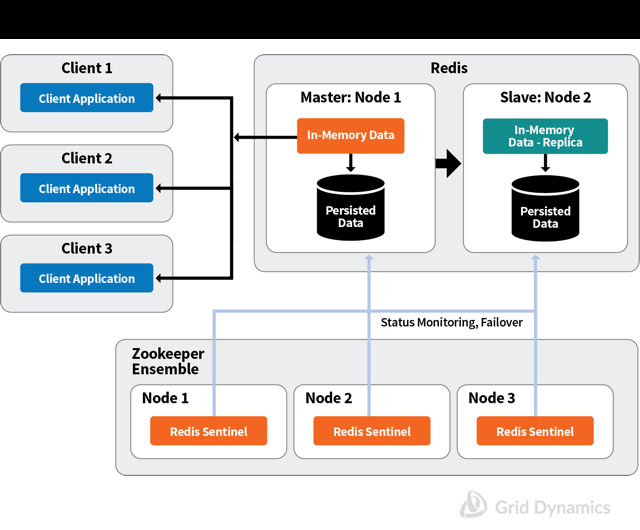 Client 1
Client Application
Client 2
Client Application
Client 3
Client Application
Redis
Master: Node 1
In-Memory Data
Persisted
Data
Slave: Node 2
In-Memory
Data - Replica
Persisted
Data
Status Monitoring, Failover
Zookeeper
Ensemble
Node 1
Redis Sentinel
Node 2
Redis Sentinel
Node 3
Redis Sentinel
Grid Dynamics